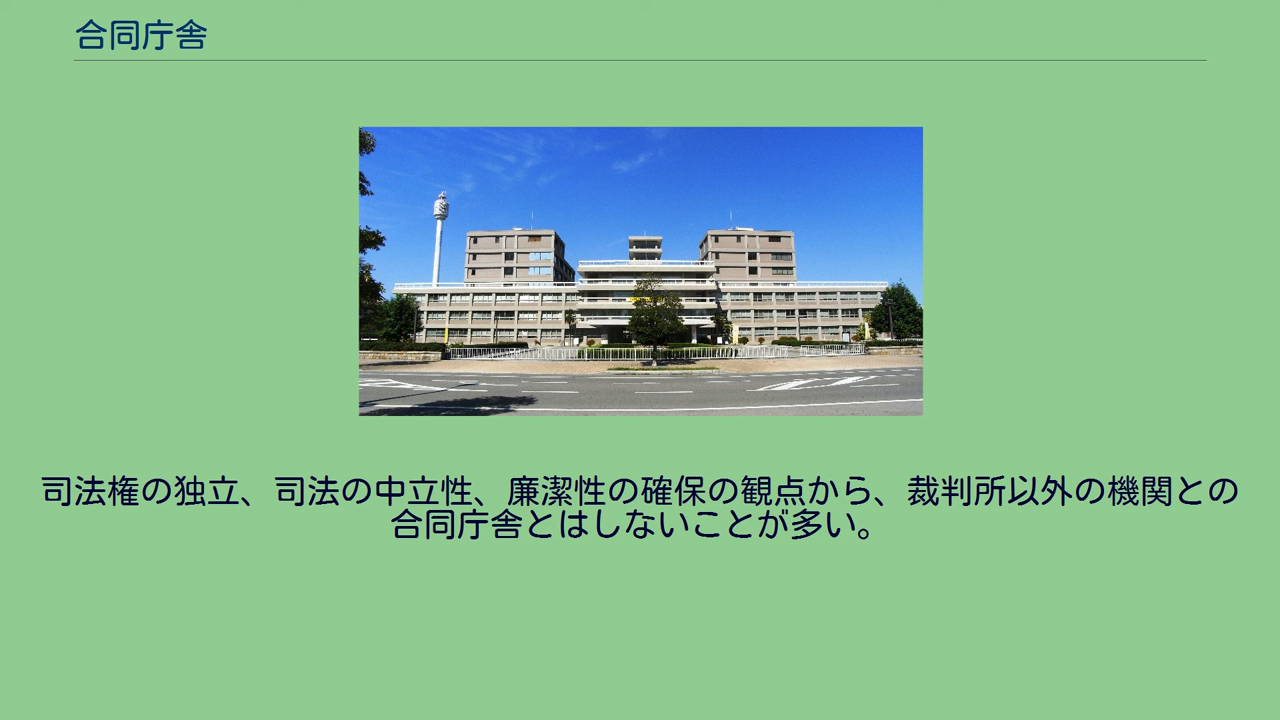 合同庁舎
司法権の独立、司法の中立性、廉潔性の確保の観点から、裁判所以外の機関との
合同庁舎とはしないことが多い。